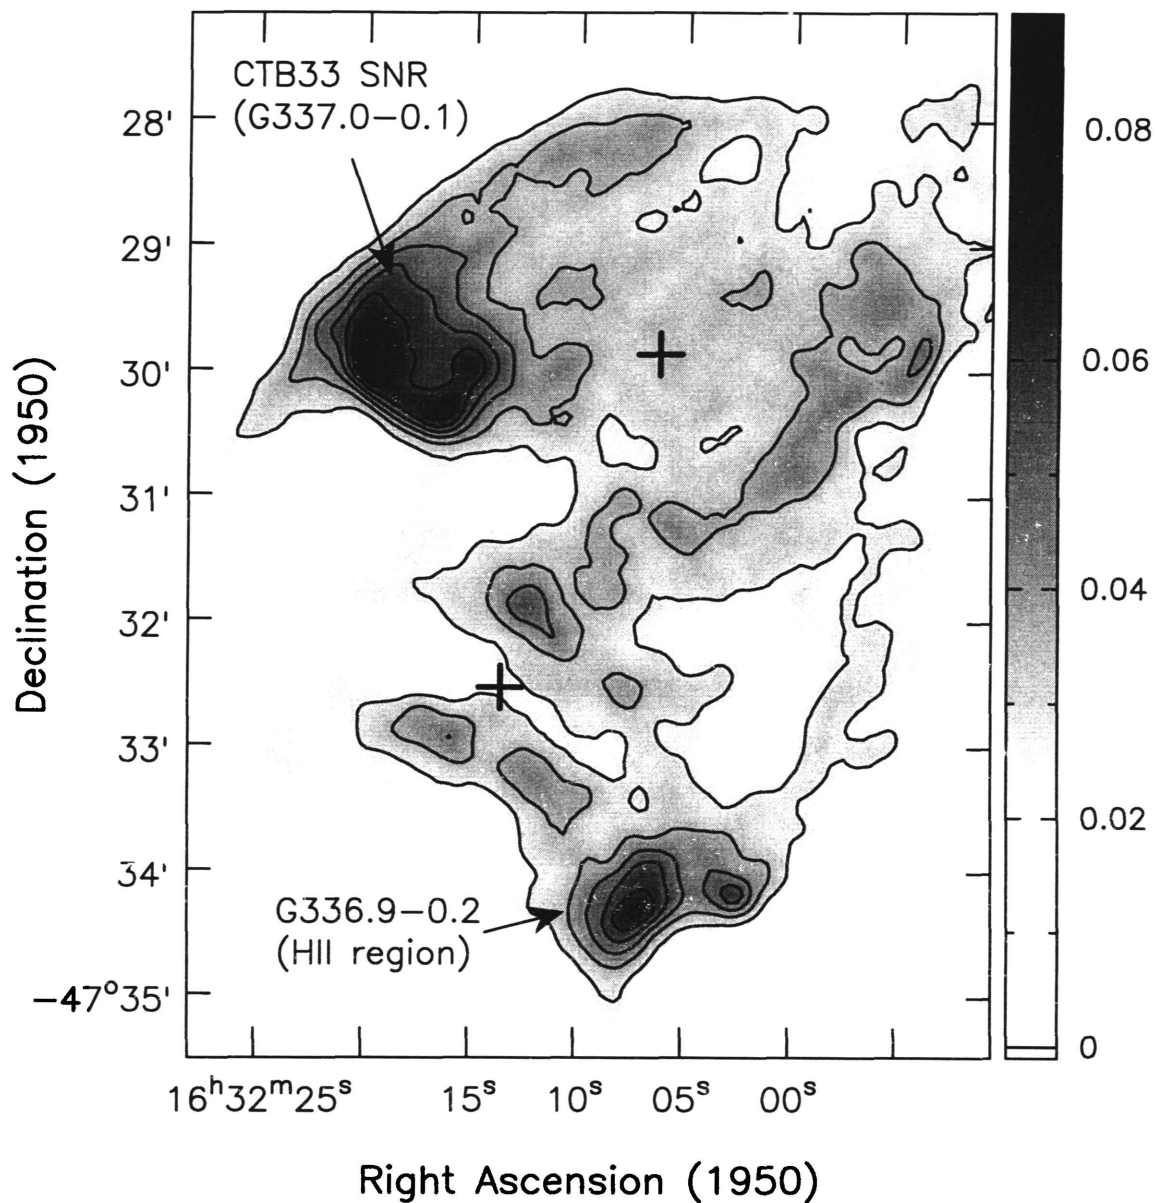 CTB33 SNR
(G337.0−0.1)
28'
29'
30'
31'
32'
33'
34'
−47°35'
Declination (1950)
G336.9−0.2
(HII region)
16h32m25s 15s 10s 05s 00s
Right Ascension (1950)
0.08
0.06
0.04
0.02
0